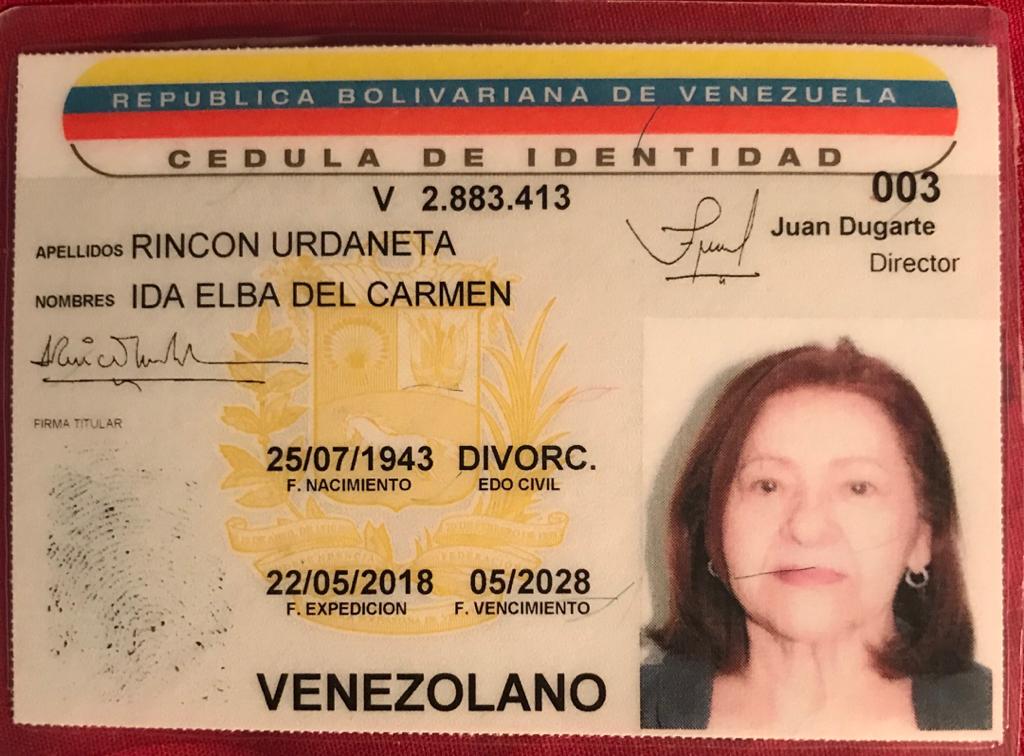 REPUBLICA BOLIVARIANA DE VENEZUELA
CEDULA DE IDENTIDAD
V 2.883.413
003
Juan Dugarte
Director
APELLIDOS RINCON URDANETA
NOMBRES IDA ELBA DEL CARMEN
FIRMA TITULAR
25/07/1943 DIVORC.
F. NACIMIENTO EDO CIVIL
22/05/2018 05/2028
F. EXPEDICION F. VENCIMIENTO
VENEZOLANO